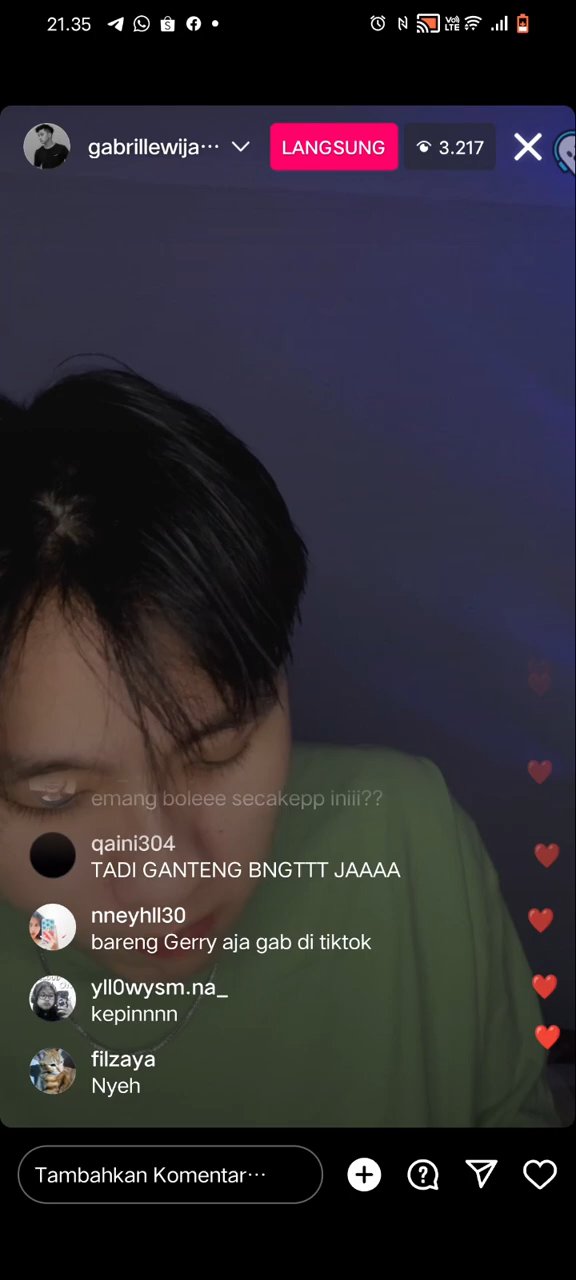 21.35
VoLTE
gabrillewija···
LANGSUNG
3.217
emang boleee secakepp iniii??
qaini304
TADI GANTENG BNGTTT JAAAA
nneyhll30
bareng Gerry aja gab di tiktok
yll0wysm.na_
kepinnnn
filzaya
Nyeh
Tambahkan Komentar···